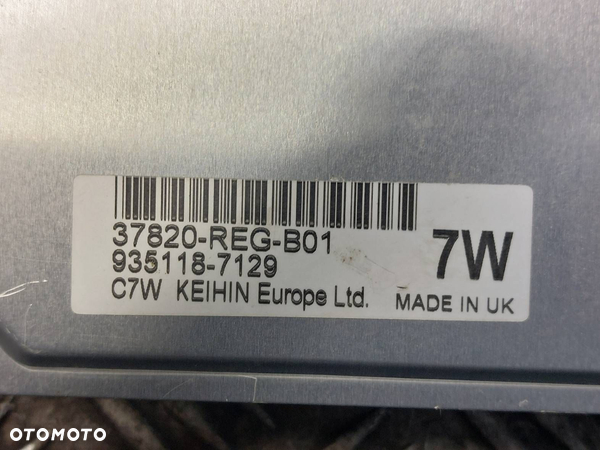 37820-REG-B01
935118-7129
7W
C7W KEIHIN Europe Ltd. MADE IN UK
OTOMOTO